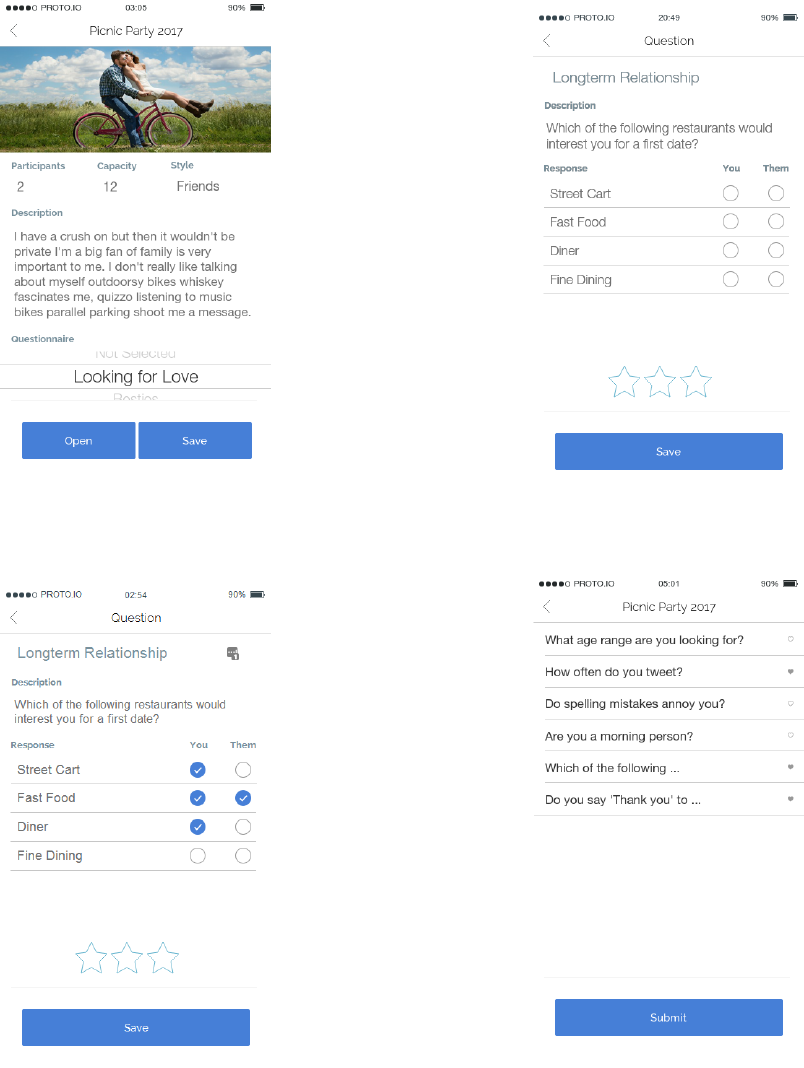 PROTO.IO 03:05 90%
Picnic Party 2017
Participants Capacity Style
2 12 Friends
Description
I have a crush on but then it wouldn't be
private I'm a big fan of family is very
important to me. I don't really like talking
about myself outdoorsy bikes whiskey
fascinates me, quizzo listening to music
bikes parallel parking shoot me a message.
Questionnaire
Not Selected
Looking for Love
Besties
Open Save
PROTO.IO 20:49 90%
Question
Longterm Relationship
Description
Which of the following restaurants would
interest you for a first date?
Response You Them
Street Cart
Fast Food
Diner
Fine Dining
Save
PROTO.IO 02:54 90%
Question
Longterm Relationship
1
Description
Which of the following restaurants would
interest you for a first date?
Response You Them
Street Cart
Fast Food
Diner
Fine Dining
Save
PROTO.IO 05:01 90%
Picnic Party 2017
What age range are you looking for?
How often do you tweet?
Do spelling mistakes annoy you?
Are you a morning person?
Which of the following ...
Do you say 'Thank you' to ...
Submit